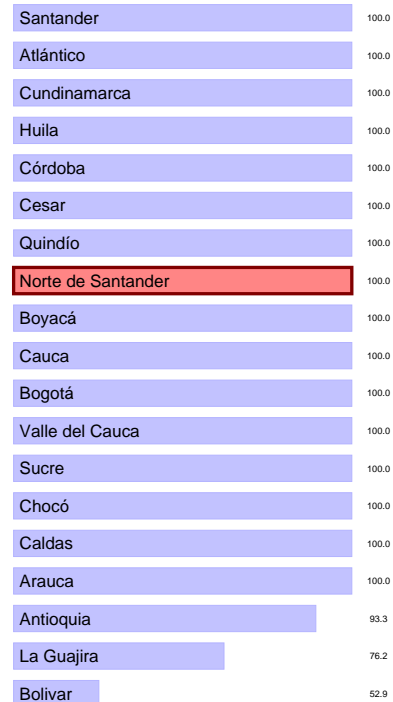 Santander 100.0
Atlántico 100.0
Cundinamarca 100.0
Huila 100.0
Córdoba 100.0
Cesar 100.0
Quindío 100.0
Norte de Santander 100.0
Boyacá 100.0
Cauca 100.0
Bogotá 100.0
Valle del Cauca 100.0
Sucre 100.0
Chocó 100.0
Caldas 100.0
Arauca 100.0
Antioquia 93.3
La Guajira 76.2
Bolivar 52.9